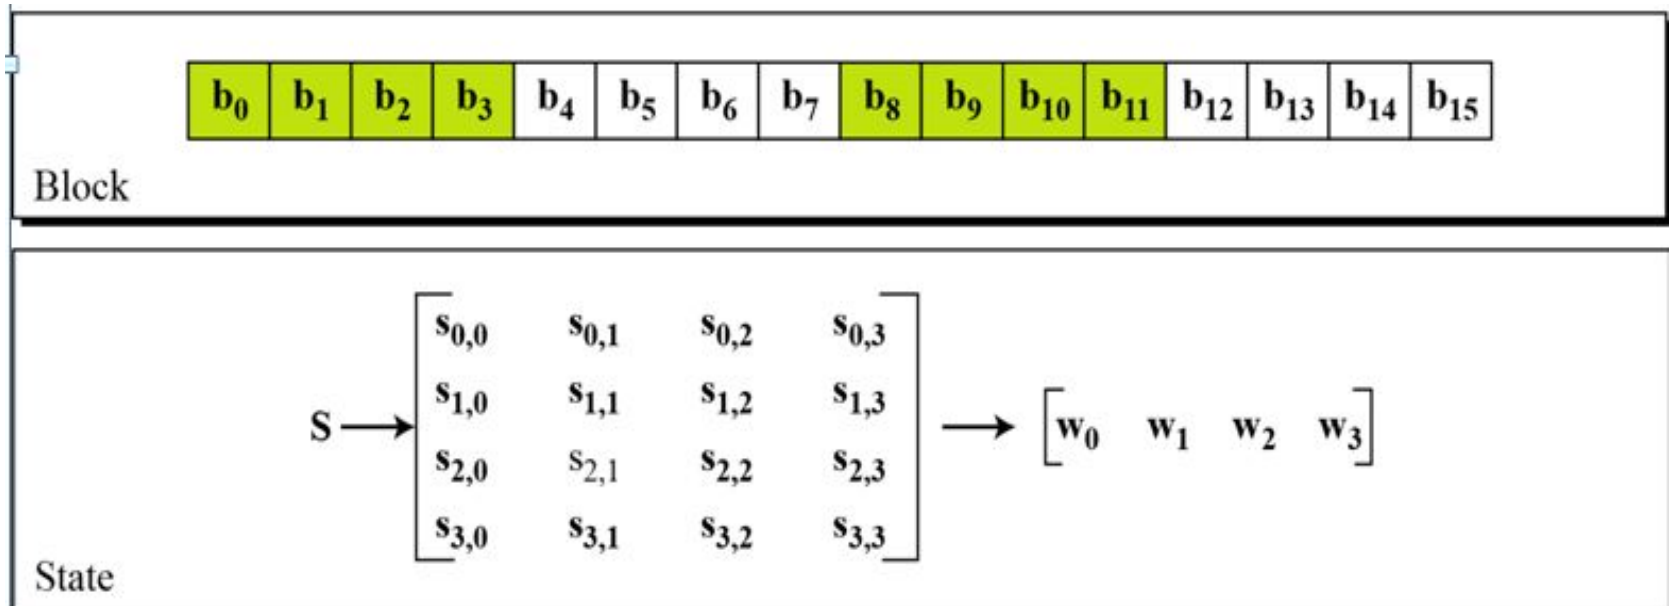 b0 b1 b2 b3 b4 b5 b6 b7 b8 b9 b10 b11 b12 b13 b14 b15
Block
s0,0 s0,1 s0,2 s0,3
s1,0 s1,1 s1,2 s1,3
S → w0 w1 w2 w3
s2,0 s2,1 s2,2 s2,3
s3,0 s3,1 s3,2 s3,3
State